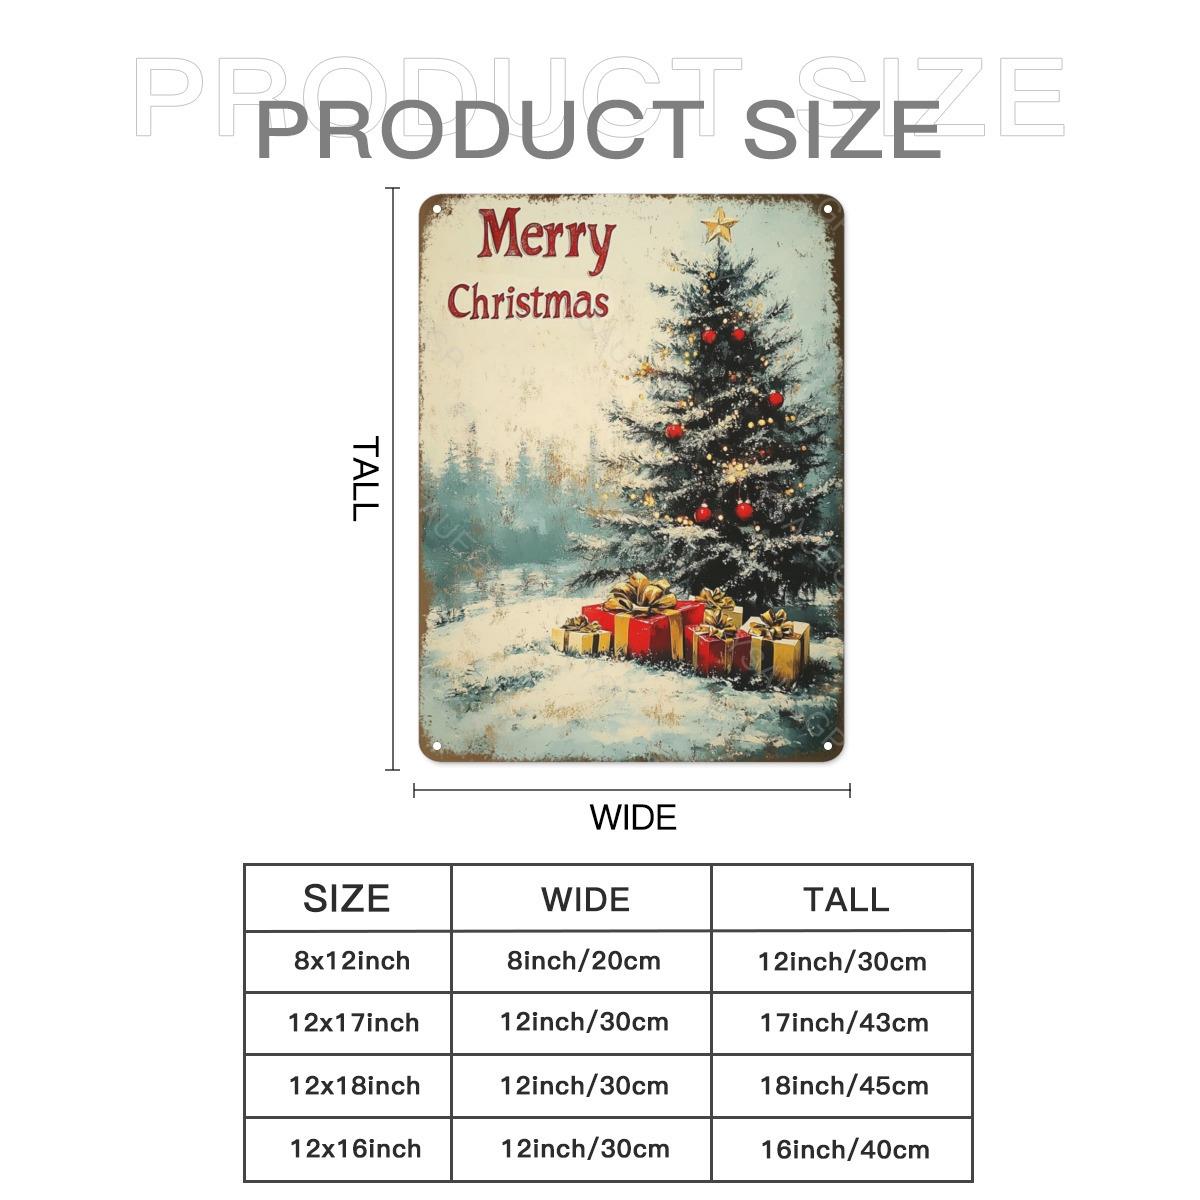 PRODUCT SIZE
PRODUCT SIZE
Merry
Christmas
TALL
WIDE
SIZE WIDE TALL
8x12inch 8inch/20cm 12inch/30cm
12x17inch 12inch/30cm 17inch/43cm
12x18inch 12inch/30cm 18inch/45cm
12x16inch 12inch/30cm 16inch/40cm